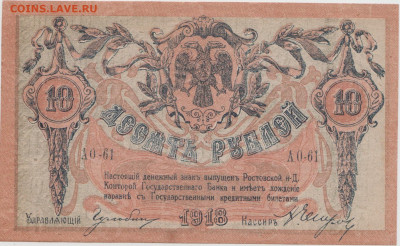 COINS.LAVE.RU
10
10
ДЕСЯТЬ РУБЛЕЙ
АО-61
АО-61
Настоящій денежный знакъ выпущенъ Ростовской н-Д.
Конторой Государственнаго Банка и имѣетъ хожденіе
наравнѣ съ Государственными кредитными билетами.
Управляющій
1918
Кассиръ